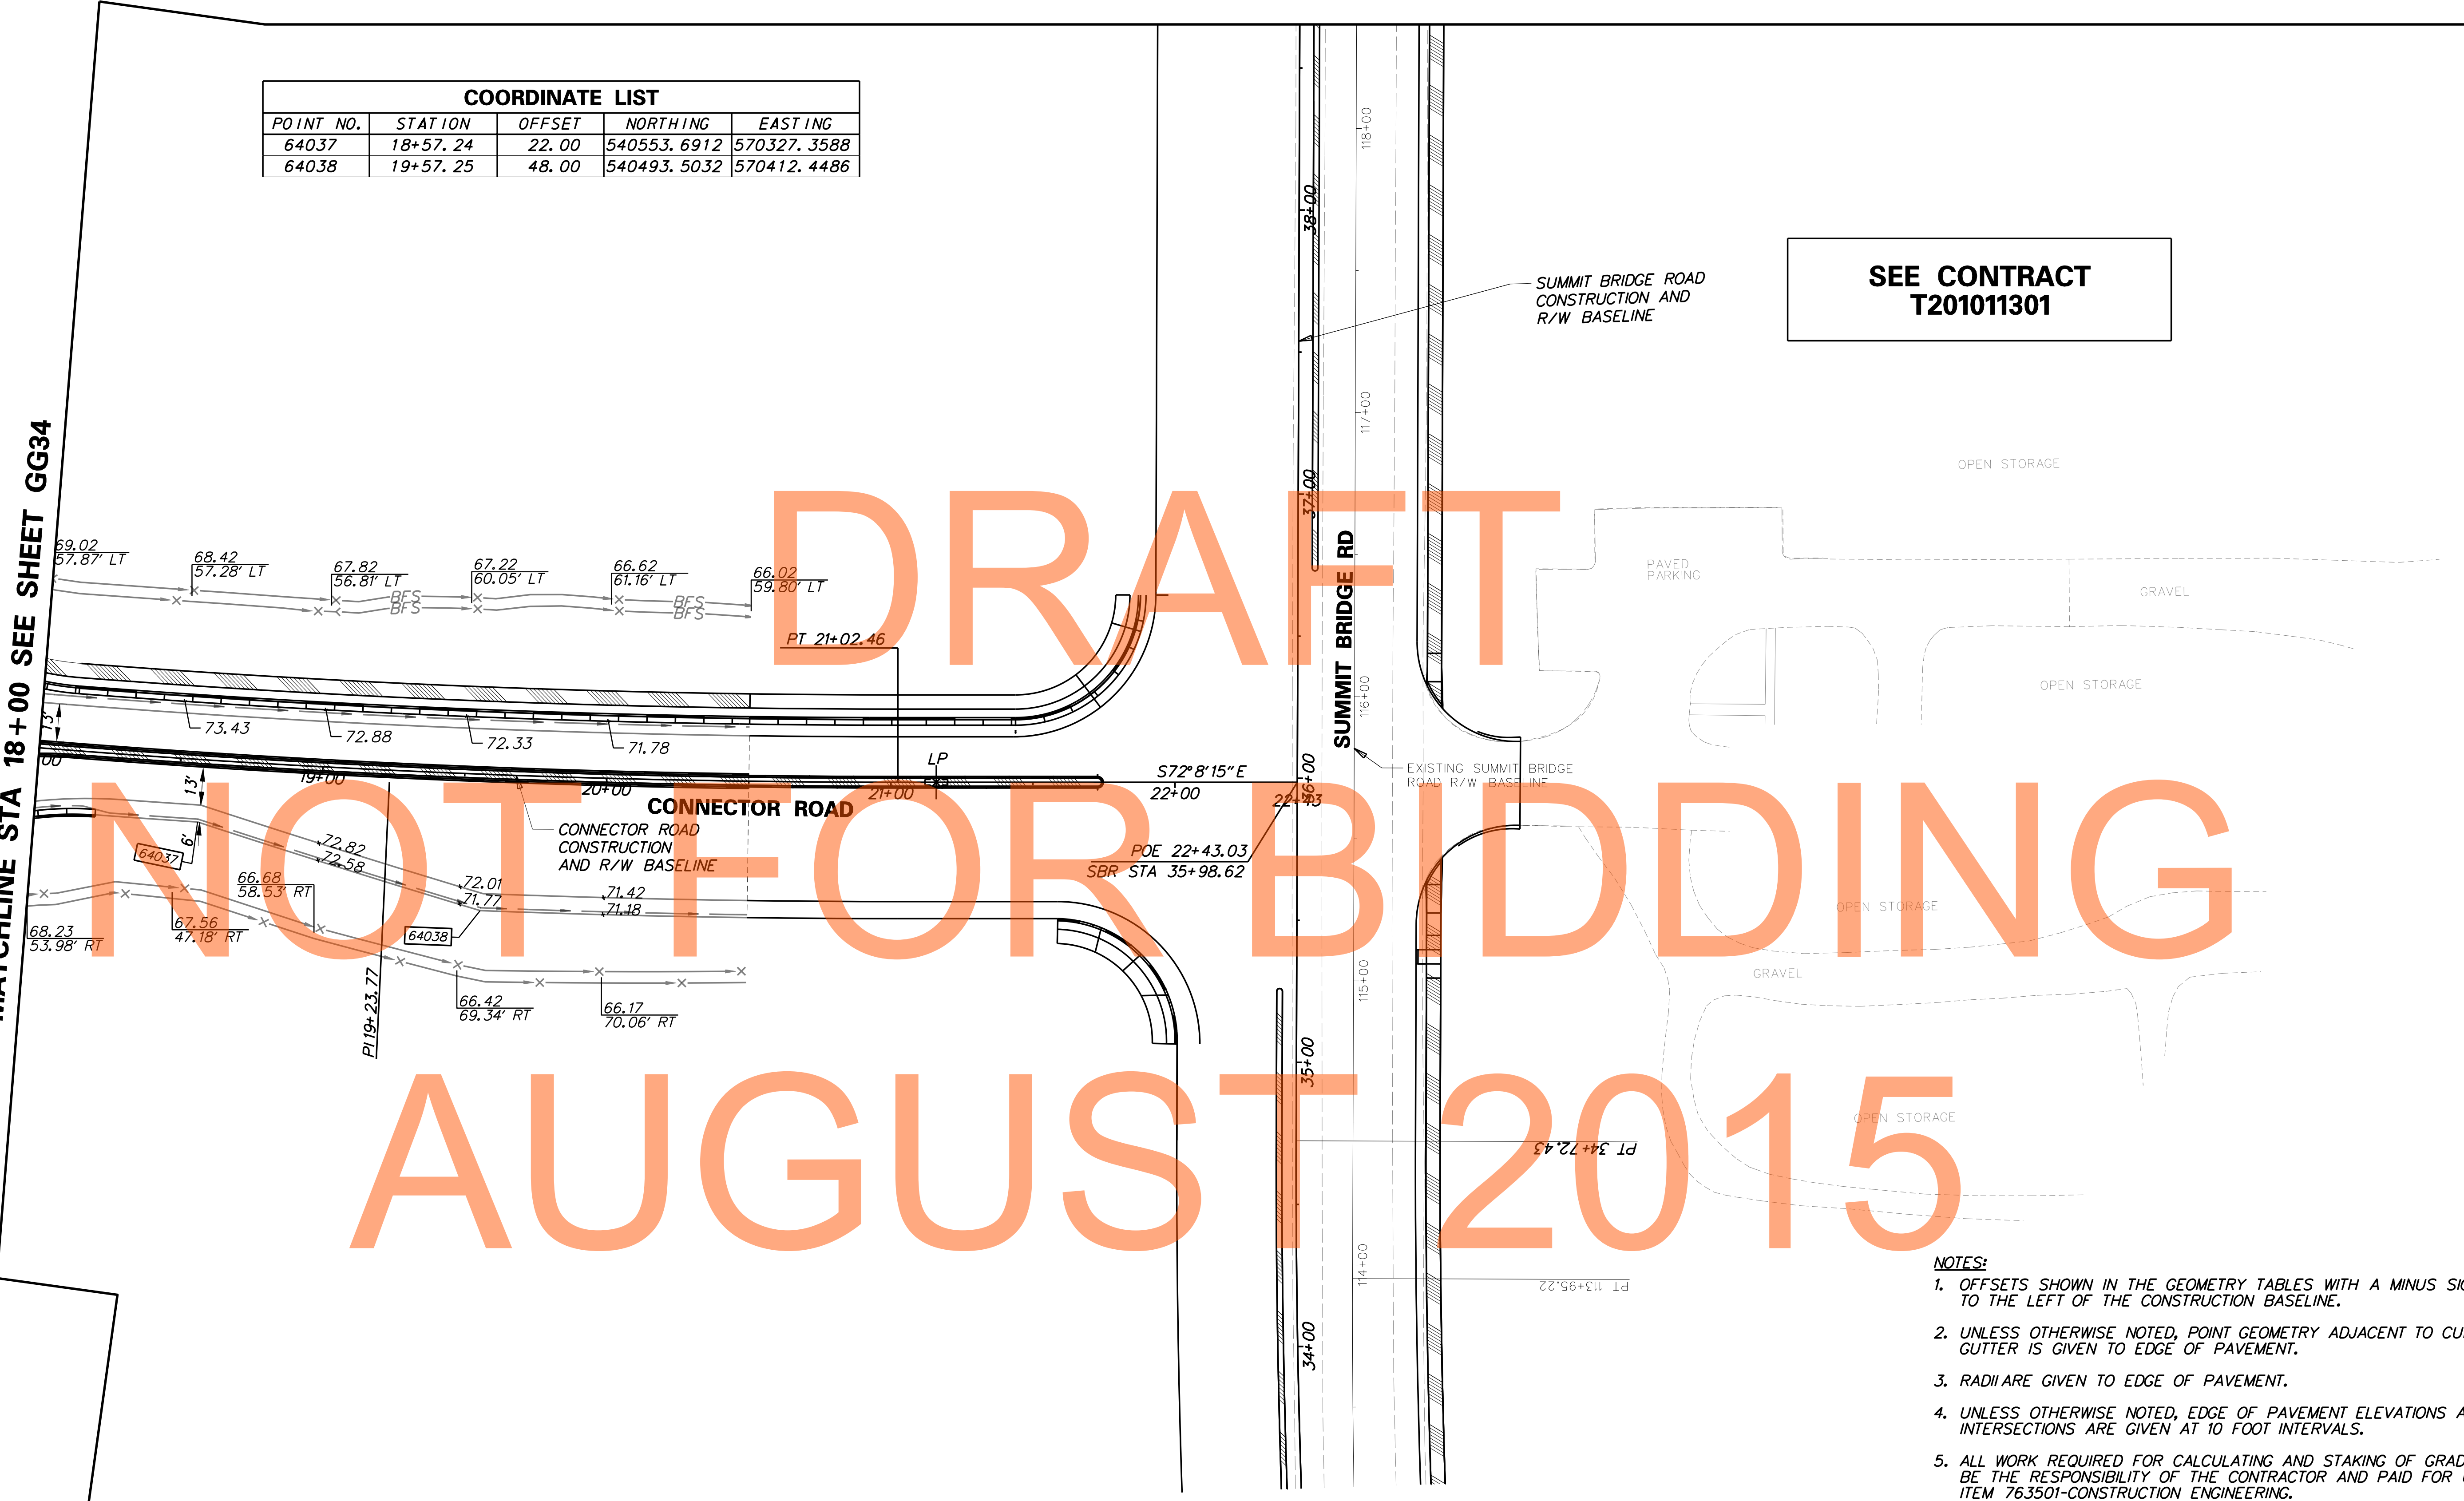 COORDINATE LIST
POINT NO. STATION OFFSET NORTHING EASTING
64037 18+57.24 22.00 540553.6912 570327.3588
64038 19+57.25 48.00 540493.5032 570412.4486
SEE CONTRACT
T201011301
SUMMIT BRIDGE ROAD
CONSTRUCTION AND
R/W BASELINE
118+00
38+00
117+00
37+00
SUMMIT BRIDGE RD
116+00
36+00
115+00
35+00
114+00
34+00
OPEN STORAGE
PAVED
PARKING
GRAVEL
OPEN STORAGE
MATCHLINE STA 18+00 SEE SHEET GG34
69.02
57.87' LT
68.42
57.28' LT
67.82
56.81' LT
67.22
60.05' LT
66.62
61.16' LT
66.02
59.80' LT
BFS
BFS
BFS
BFS
PT 21+02.46
13'
73.43
72.88
72.33
71.78
LP
S72°8'15"E
00
19+00
20+00
21+00
22+00
22+43
13'
6'
CONNECTOR ROAD
CONNECTOR ROAD
CONSTRUCTION
AND R/W BASELINE
EXISTING SUMMIT BRIDGE
ROAD R/W BASELINE
POE 22+43.03
SBR STA 35+98.62
64037
72.82
72.58
66.68
58.53' RT
72.01
71.77
71.42
71.18
67.56
47.18' RT
68.23
53.98' RT
64038
PI 19+23.77
66.42
69.34' RT
66.17
70.06' RT
OPEN STORAGE
GRAVEL
OPEN STORAGE
PT 34+72.43
PT 113+95.22
DRAFT
NOT FOR BIDDING
AUGUST 2015
NOTES:
1. OFFSETS SHOWN IN THE GEOMETRY TABLES WITH A MINUS
TO THE LEFT OF THE CONSTRUCTION BASELINE.
2. UNLESS OTHERWISE NOTED, POINT GEOMETRY ADJACENT TO
GUTTER IS GIVEN TO EDGE OF PAVEMENT.
3. RADII ARE GIVEN TO EDGE OF PAVEMENT.
4. UNLESS OTHERWISE NOTED, EDGE OF PAVEMENT ELEVATIONS
INTERSECTIONS ARE GIVEN AT 10 FOOT INTERVALS.
5. ALL WORK REQUIRED FOR CALCULATING AND STAKING OF
BE THE RESPONSIBILITY OF THE CONTRACTOR AND PAID FOR
ITEM 763501-CONSTRUCTION ENGINEERING.